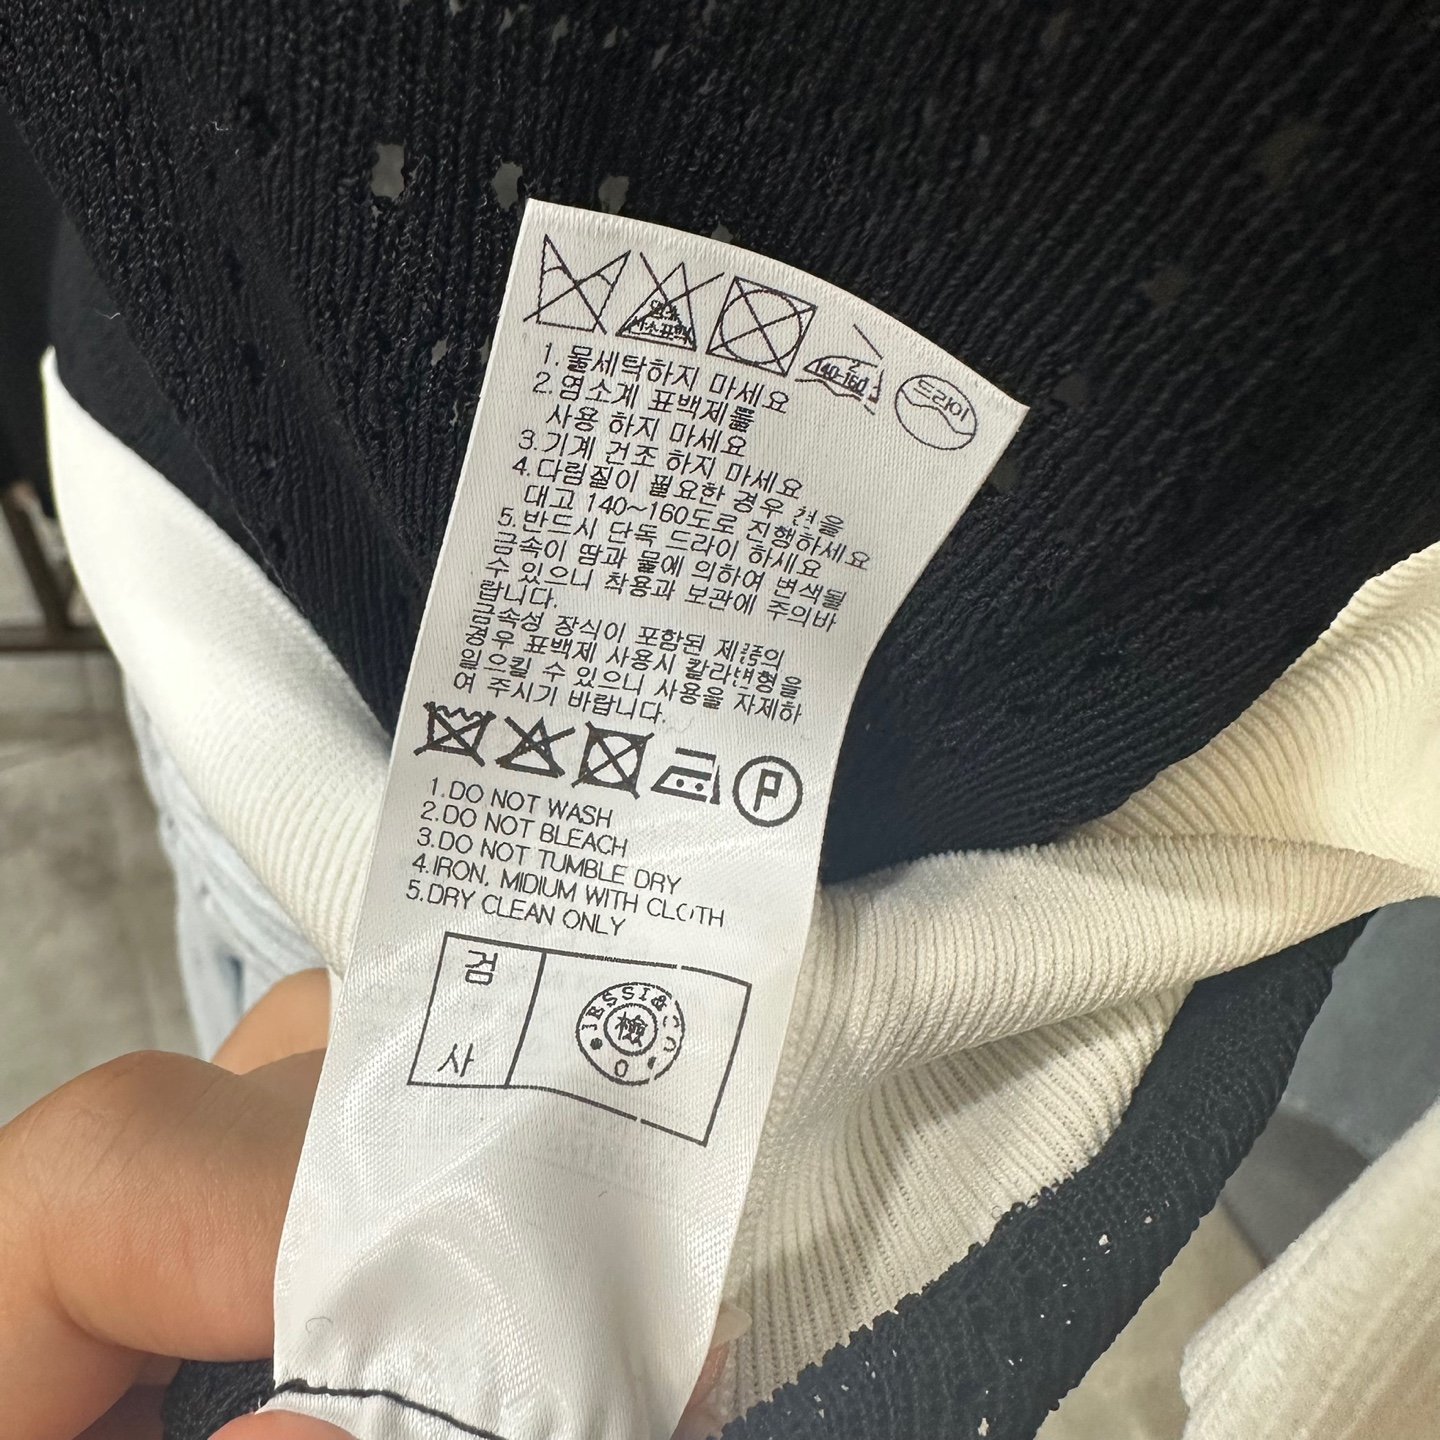 염소
산소표백
140~160
드라이
1. 물세탁하지 마세요
2. 염소계 표백제를
사용 하지 마세요
3. 기계 건조 하지 마세요
4. 다림질이 필요한 경우 천을
대고 140~160도로 진행하세요
5. 반드시 단독 드라이 하세요
금속이 땀과 물에 의하여 변색될
수 있으니 착용과 보관에 주의바
랍니다.
금속성 장식이 포함된 제품의
경우 표백제 사용시 칼라변형을
일으킬 수 있으니 사용을 자제하
여 주시기 바랍니다.
P
1. DO NOT WASH
2. DO NOT BLEACH
3. DO NOT TUMBLE DRY
4. IRON, MIDIUM WITH CLOTH
5. DRY CLEAN ONLY
검
사
JESSI& CO
檢